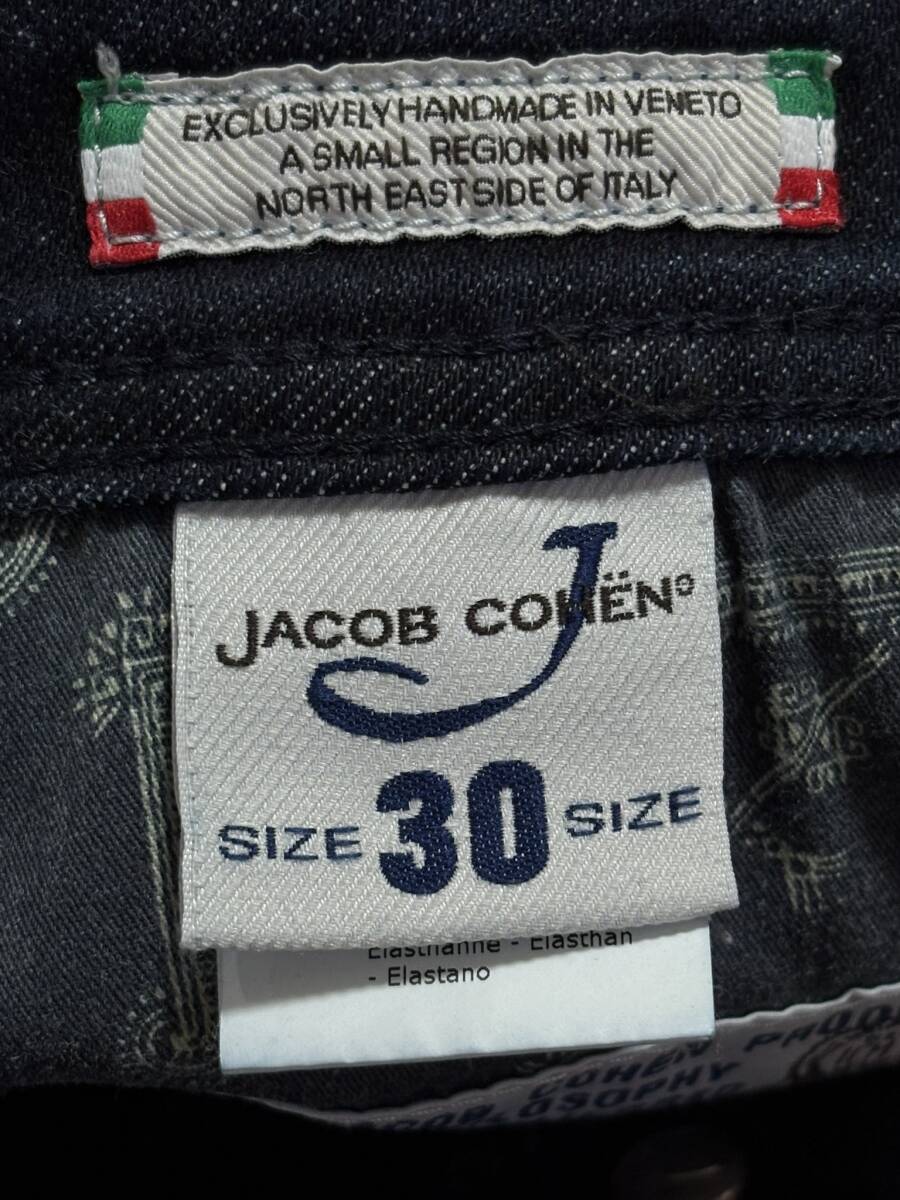 EXCLUSIVELY HANDMADE IN VENETO
A SMALL REGION IN THE
NORTH EAST SIDE OF ITALY
J
JACOB COHËN
SIZE 30 SIZE
Elasthanne - Elasthan
- Elastano
COHEN